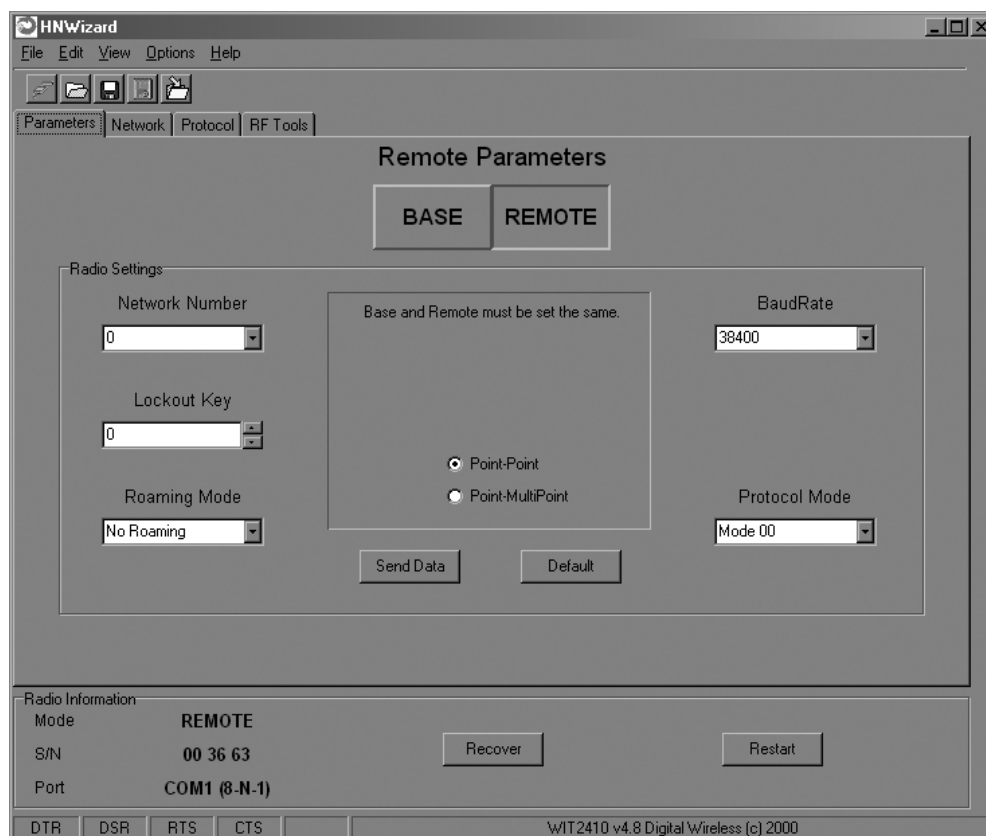 HNWizard
File Edit View Options Help
Parameters Network Protocol RF Tools
Remote Parameters
BASE REMOTE
Radio Settings
Network Number
0
Lockout Key
0
Roaming Mode
No Roaming
Base and Remote must be set the same.
Point-Point
Point-MultiPoint
BaudRate
38400
Protocol Mode
Mode 00
Send Data Default
Radio Information
Mode REMOTE
S/N 00 36 63
Port COM1 (8-N-1)
Recover Restart
DTR DSR RTS CTS WIT2410 v4.8 Digital Wireless (c) 2000